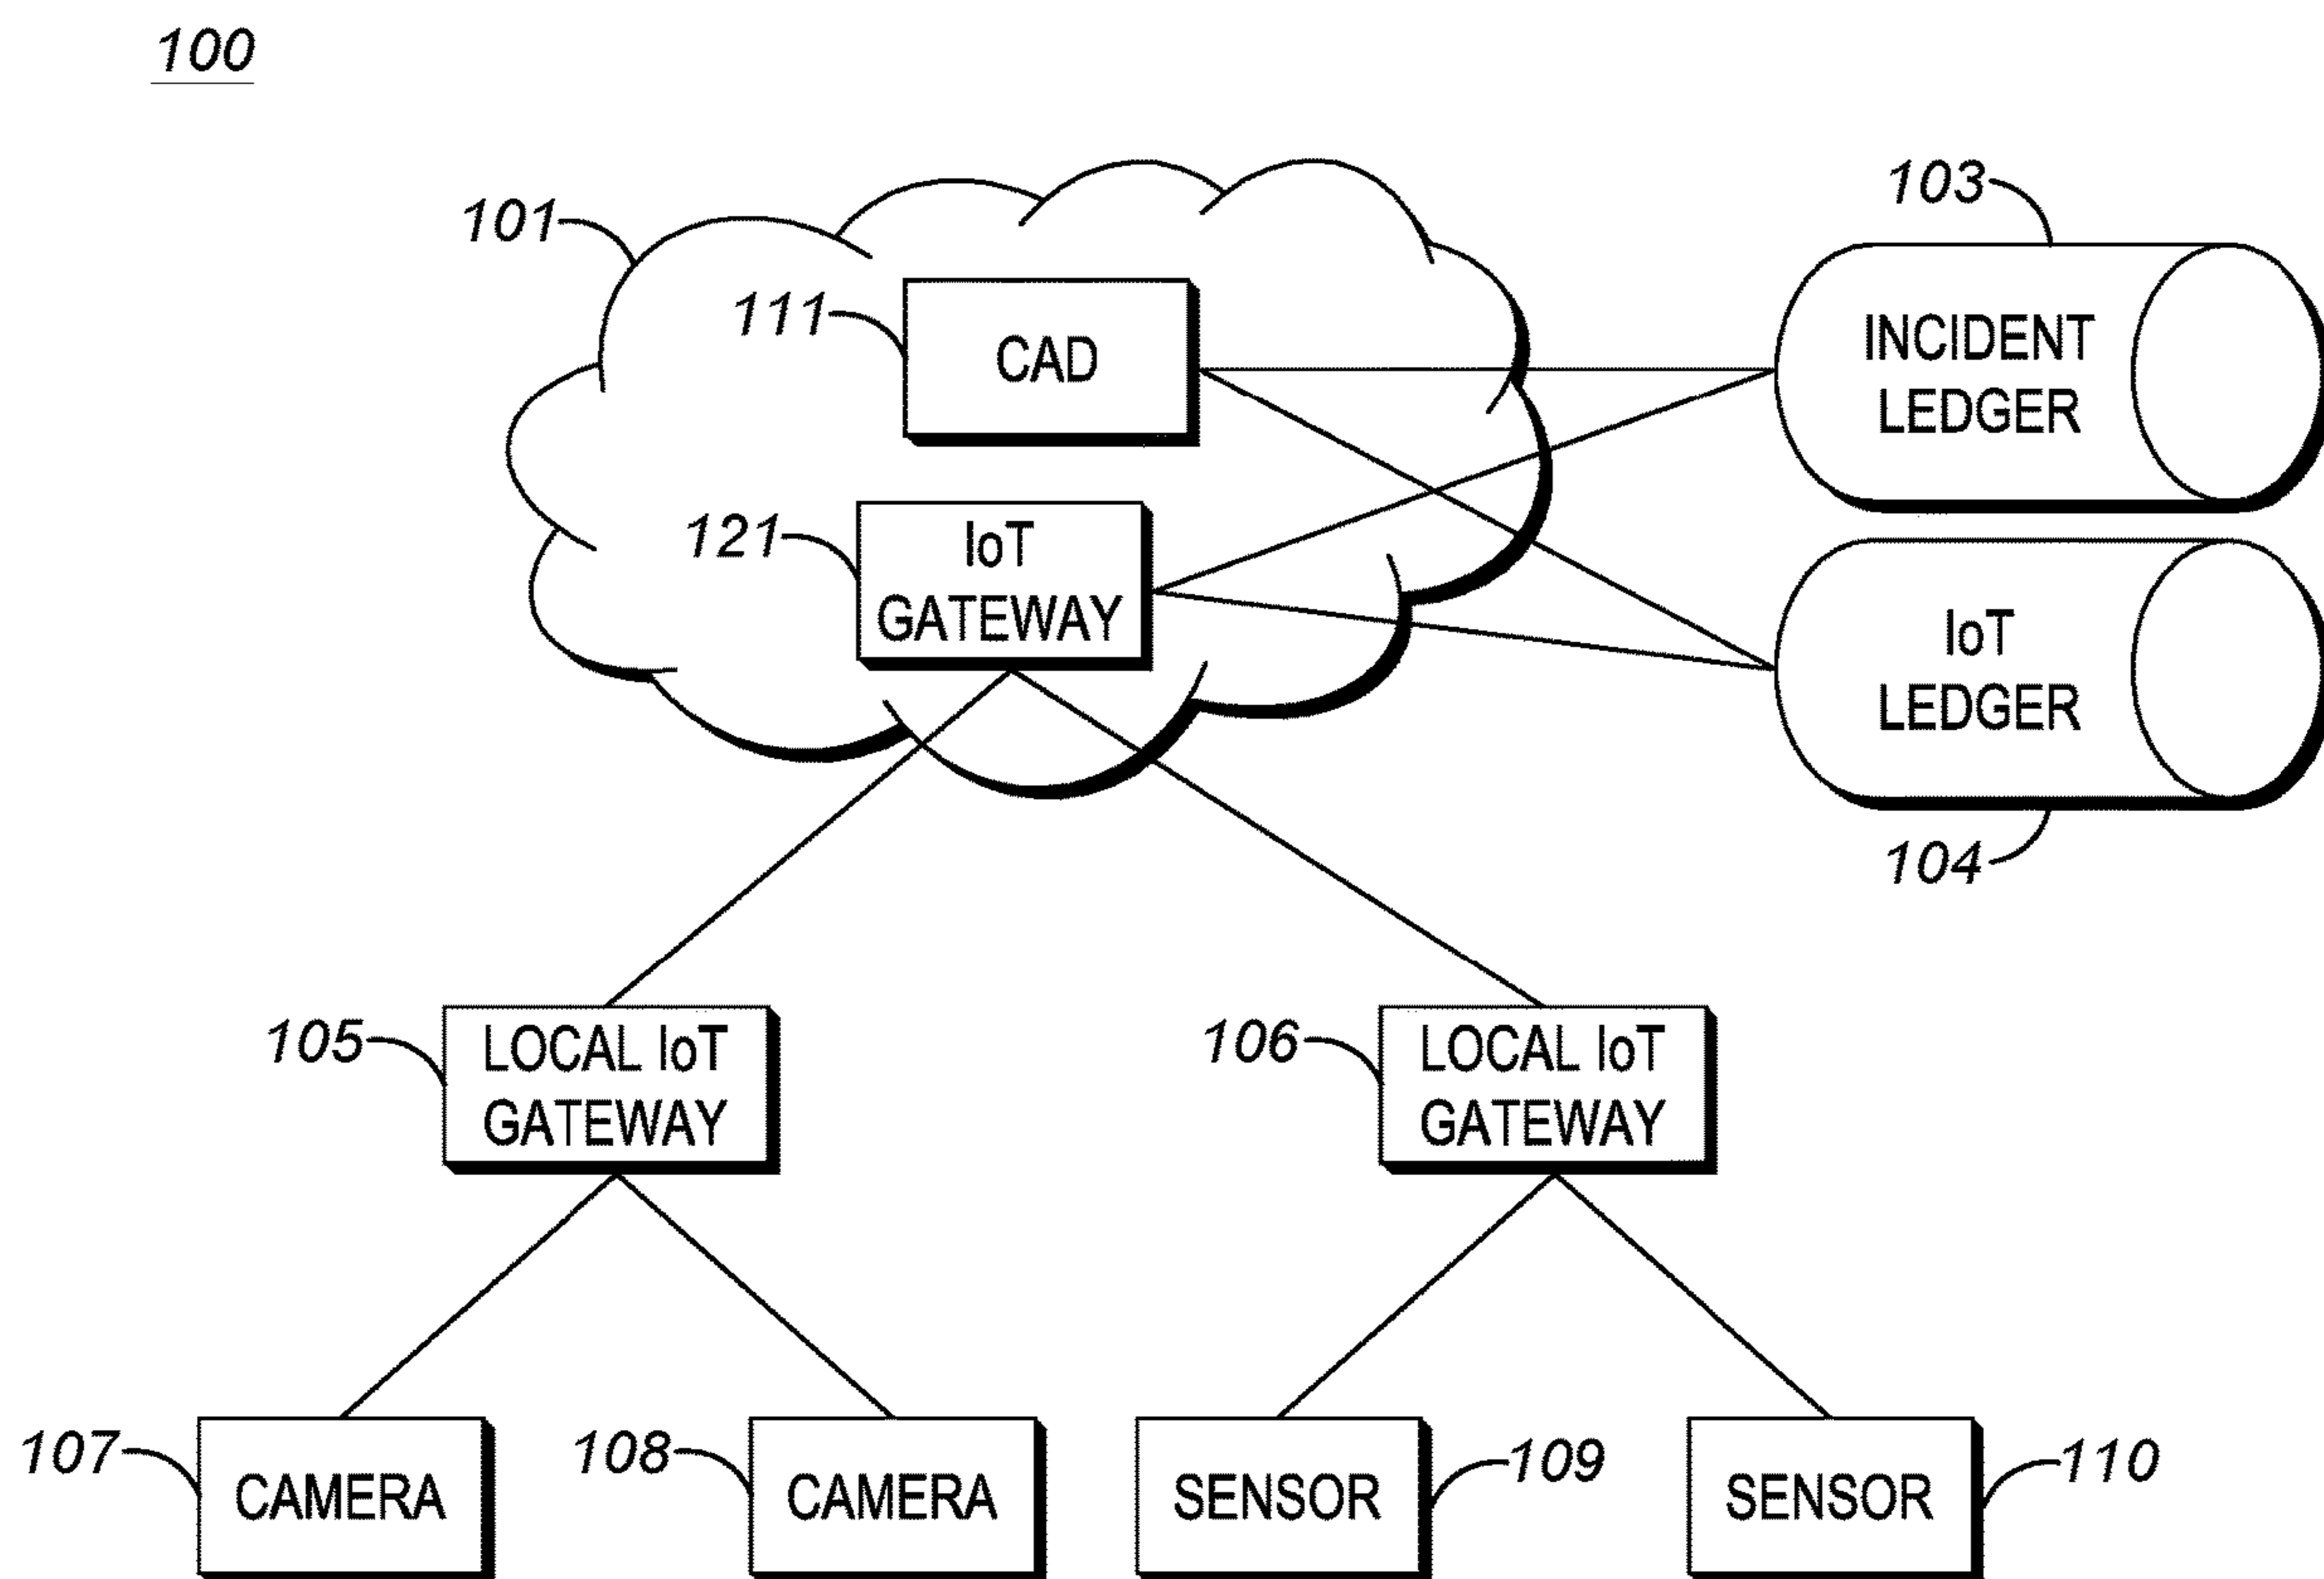 100
101
103
111
CAD
INCIDENT
LEDGER
121
IoT
GATEWAY
IoT
LEDGER
104
105
LOCAL IoT
GATEWAY
106
LOCAL IoT
GATEWAY
107
CAMERA
108
CAMERA
SENSOR
109
SENSOR
110